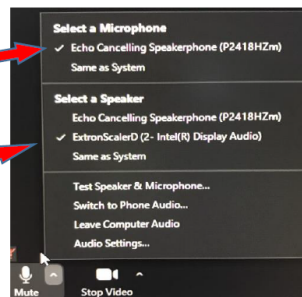 Select a Microphone
✓ Echo Cancelling Speakerphone (P2418HZm)
Same as System
Select a Speaker
Echo Cancelling Speakerphone (P2418HZm)
✓ ExtronScalerD (2- Intel(R) Display Audio)
Same as System
Test Speaker & Microphone...
Switch to Phone Audio...
Leave Computer Audio
Audio Settings...
Mute
Stop Video